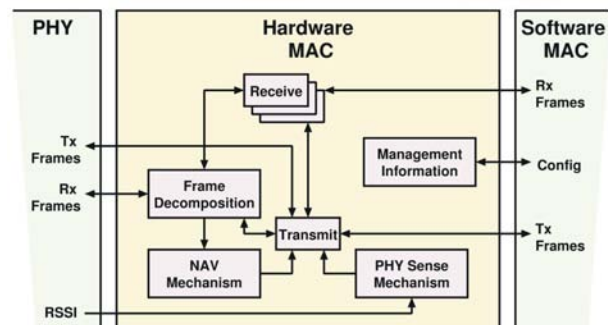 PHY
Hardware
MAC
Software
MAC
Receive
Rx
Frames
Tx
Frames
Management
Information
Config
Rx
Frames
Frame
Decomposition
Transmit
Tx
Frames
NAV
Mechanism
PHY Sense
Mechanism
RSSI